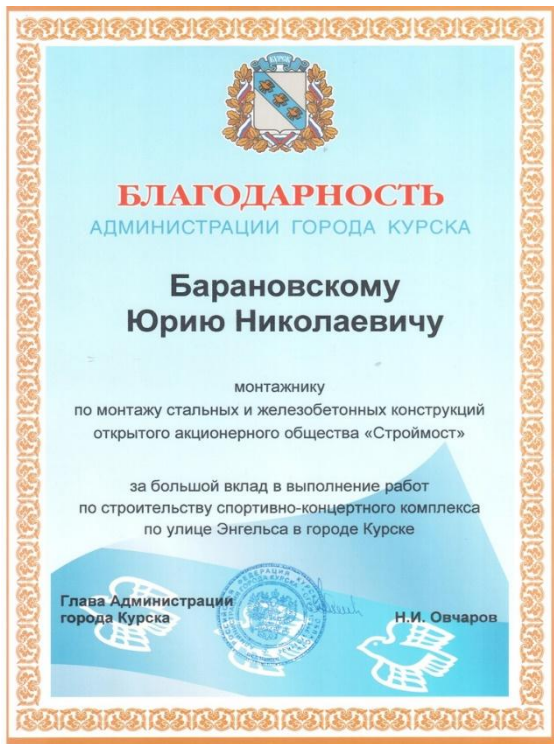 КУРСК
БЛАГОДАРНОСТЬ
АДМИНИСТРАЦИИ ГОРОДА КУРСКА
Барановскому
Юрию Николаевичу
монтажнику
по монтажу стальных и железобетонных конструкций
открытого акционерного общества «Строймост»
за большой вклад в выполнение работ
по строительству спортивно-концертного комплекса
по улице Энгельса в городе Курске
Глава Администрации
города Курска
Н.И. Овчаров